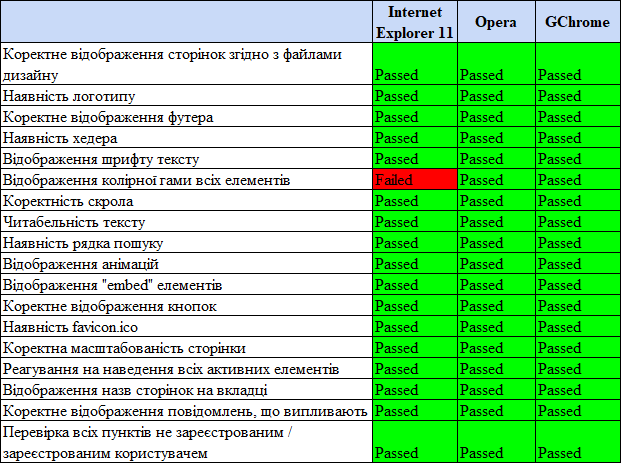 Internet Explorer 11 Opera GChrome
Коректне відображення сторінок згідно з файлами
дизайну Passed Passed Passed
Наявність логотипу Passed Passed Passed
Коректне відображення футера Passed Passed Passed
Наявність хедера Passed Passed Passed
Відображення шрифту тексту Passed Passed Passed
Відображення колірної гами всіх елементів Failed Passed Passed
Коректність скрола Passed Passed Passed
Читабельність тексту Passed Passed Passed
Наявність рядка пошуку Passed Passed Passed
Відображення анімацій Passed Passed Passed
Відображення "embed" елементів Passed Passed Passed
Коректне відображення кнопок Passed Passed Passed
Наявність favicon.ico Passed Passed Passed
Коректна масштабованість сторінки Passed Passed Passed
Реагування на наведення всіх активних елементів Passed Passed Passed
Відображення назв сторінок на вкладці Passed Passed Passed
Коректне відображення повідомлень, що випливають Passed Passed Passed
Перевірка всіх пунктів не зареєстрованим /
зареєстрованим користувачем Passed Passed Passed